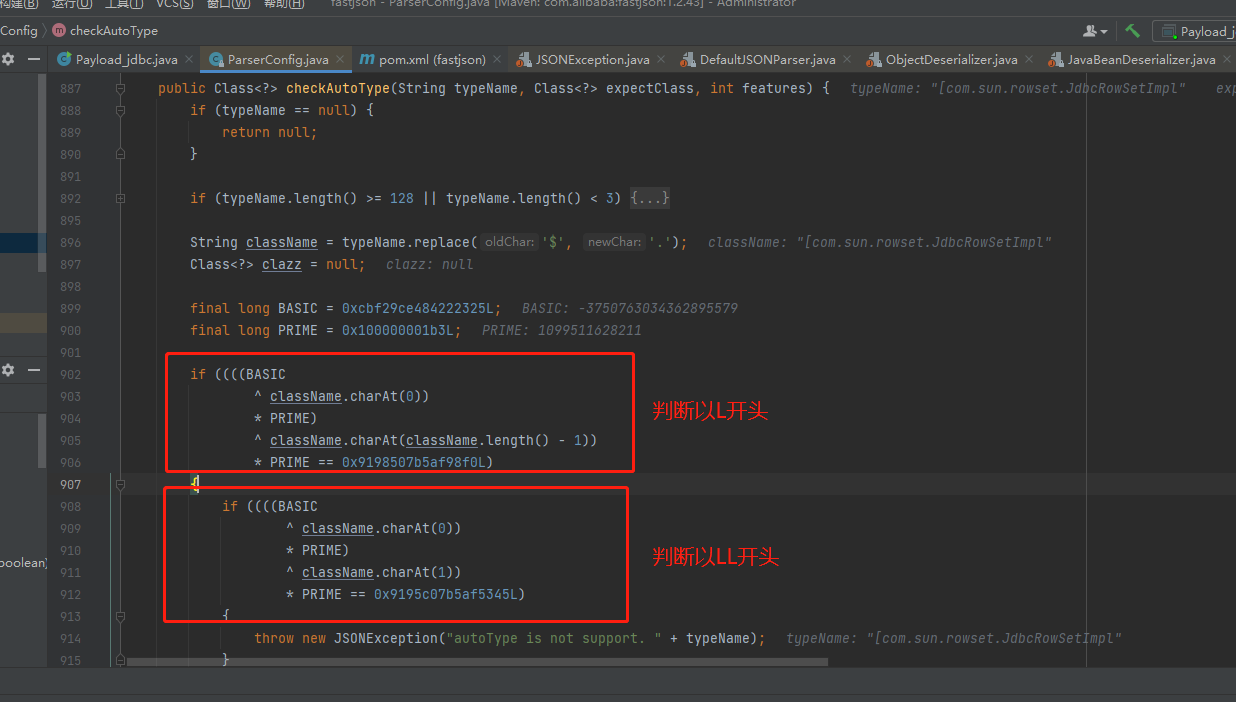 构建(B) 运行(U) 工具(T) VCS(S) 窗口(W) 帮助(H) fastjson - ParserConfig.java [Maven: com.alibaba:fastjson:1.2.43] - Administrator
Config checkAutoType Payload_j
Payload_jdbc.java ParserConfig.java pom.xml (fastjson) JSONException.java DefaultJSONParser.java ObjectDeserializer.java JavaBeanDeserializer.java
887 public Class<?> checkAutoType(String typeName, Class<?> expectClass, int features) { typeName: "[com.sun.rowset.JdbcRowSetImpl" exp
888 if (typeName == null) {
889 return null;
890 }
891
892 if (typeName.length() >= 128 || typeName.length() < 3) {...}
895
896 String className = typeName.replace( oldChar: '$', newChar: '.'); className: "[com.sun.rowset.JdbcRowSetImpl"
897 Class<?> clazz = null; clazz: null
898
899 final long BASIC = 0xcbf29ce484222325L; BASIC: -3750763034362895579
900 final long PRIME = 0x100000001b3L; PRIME: 1099511628211
901
902 if ((((BASIC
903 ^ className.charAt(0))
904 * PRIME)
905 ^ className.charAt(className.length() - 1))
906 * PRIME == 0x9198507b5af98f0L)
判断以L开头
907 {
908 if ((((BASIC
909 ^ className.charAt(0))
910 * PRIME)
911 ^ className.charAt(1))
912 * PRIME == 0x9195c07b5af5345L)
判断以LL开头
boolean)
913 {
914 throw new JSONException("autoType is not support. " + typeName); typeName: "[com.sun.rowset.JdbcRowSetImpl"
915 }